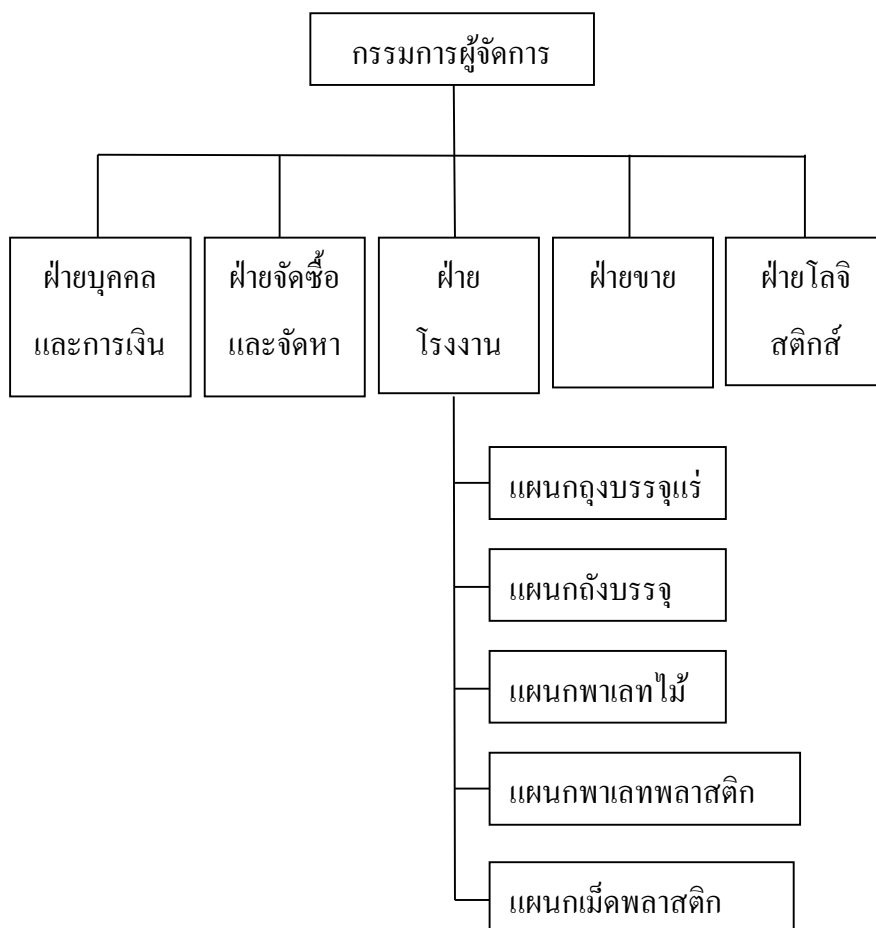 กรรมการผู้จัดการ
ฝ่ายบุคคล
และการเงิน
ฝ่ายจัดซื้อ
และจัดหา
ฝ่าย
โรงงาน
ฝ่ายขาย
ฝ่ายโลจิ
สติกส์
แผนกถุงบรรจุแร่
แผนกถังบรรจุ
แผนกพาเลทไม้
แผนกพาเลทพลาสติก
แผนกเม็ดพลาสติก